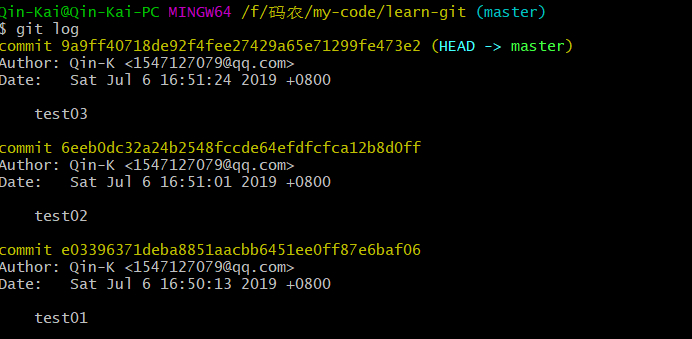 Qin-Kai@Qin-Kai-PC MINGW64 /f/码农/my-code/learn-git (master)
$ git log
commit 9a9ff40718de92f4fee27429a65e71299fe473e2 (HEAD -> master)
Author: Qin-K <1547127079@qq.com>
Date:   Sat Jul 6 16:51:24 2019 +0800
test03
commit 6eeb0dc32a24b2548fccde64efdfcfca12b8d0ff
Author: Qin-K <1547127079@qq.com>
Date:   Sat Jul 6 16:51:01 2019 +0800
test02
commit e03396371deba8851aacbb6451ee0ff87e6baf06
Author: Qin-K <1547127079@qq.com>
Date:   Sat Jul 6 16:50:13 2019 +0800
test01